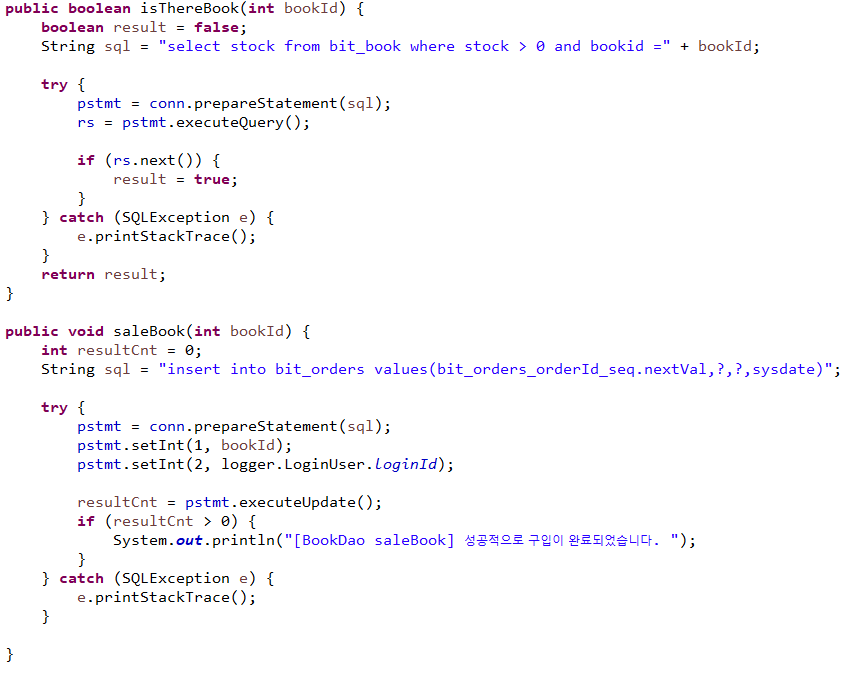 public boolean isThereBook(int bookId) {
    boolean result = false;
    String sql = "select stock from bit_book where stock > 0 and bookid =" + bookId;

    try {
        pstmt = conn.prepareStatement(sql);
        rs = pstmt.executeQuery();

        if (rs.next()) {
            result = true;
        }
    } catch (SQLException e) {
        e.printStackTrace();
    }
    return result;
}

public void saleBook(int bookId) {
    int resultCnt = 0;
    String sql = "insert into bit_orders values(bit_orders_orderId_seq.nextVal,?,?,sysdate)";

    try {
        pstmt = conn.prepareStatement(sql);
        pstmt.setInt(1, bookId);
        pstmt.setInt(2, logger.LoginUser.loginId);

        resultCnt = pstmt.executeUpdate();
        if (resultCnt > 0) {
            System.out.println("[BookDao saleBook] 성공적으로 구입이 완료되었습니다. ");
        }
    } catch (SQLException e) {
        e.printStackTrace();
    }

}